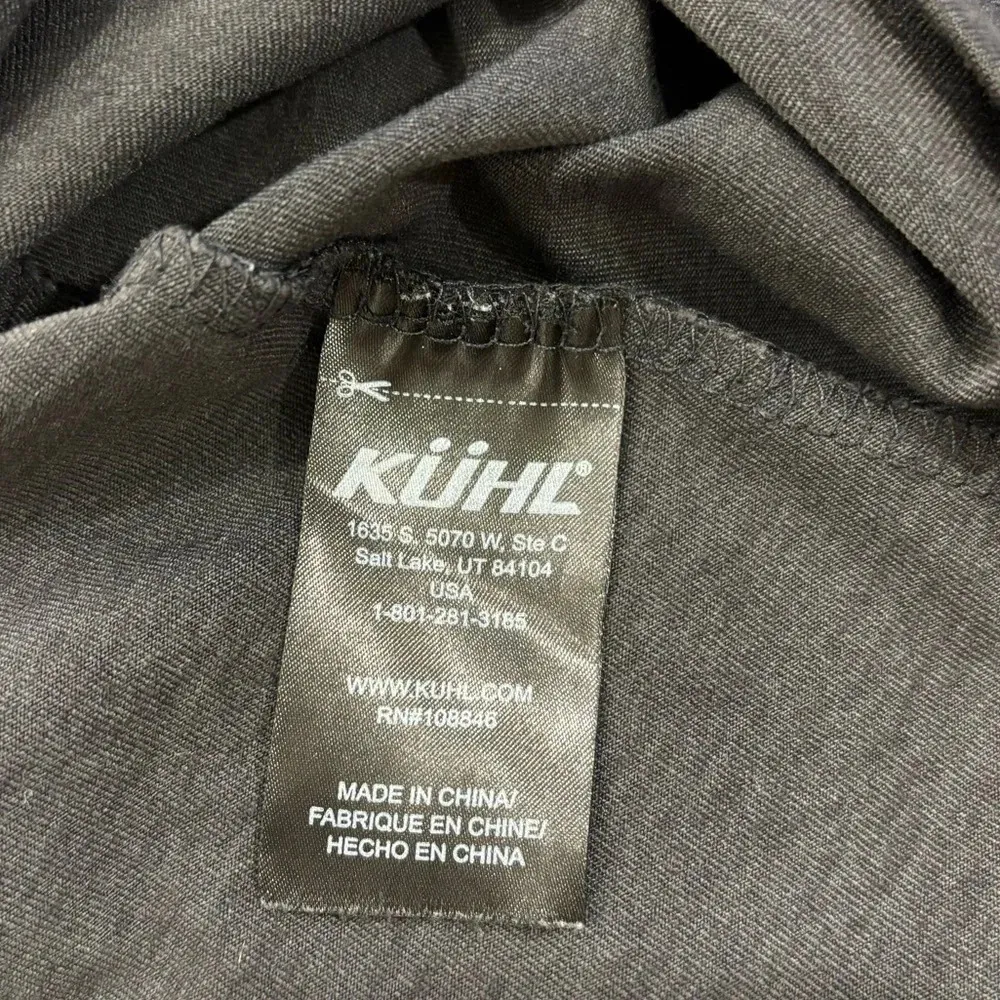 KÜHL®
1635 S. 5070 W, Ste C
Salt Lake, UT 84104
USA
1-801-281-3185
WWW.KUHL.COM
RN#108846
MADE IN CHINA/
FABRIQUE EN CHINE/
HECHO EN CHINA